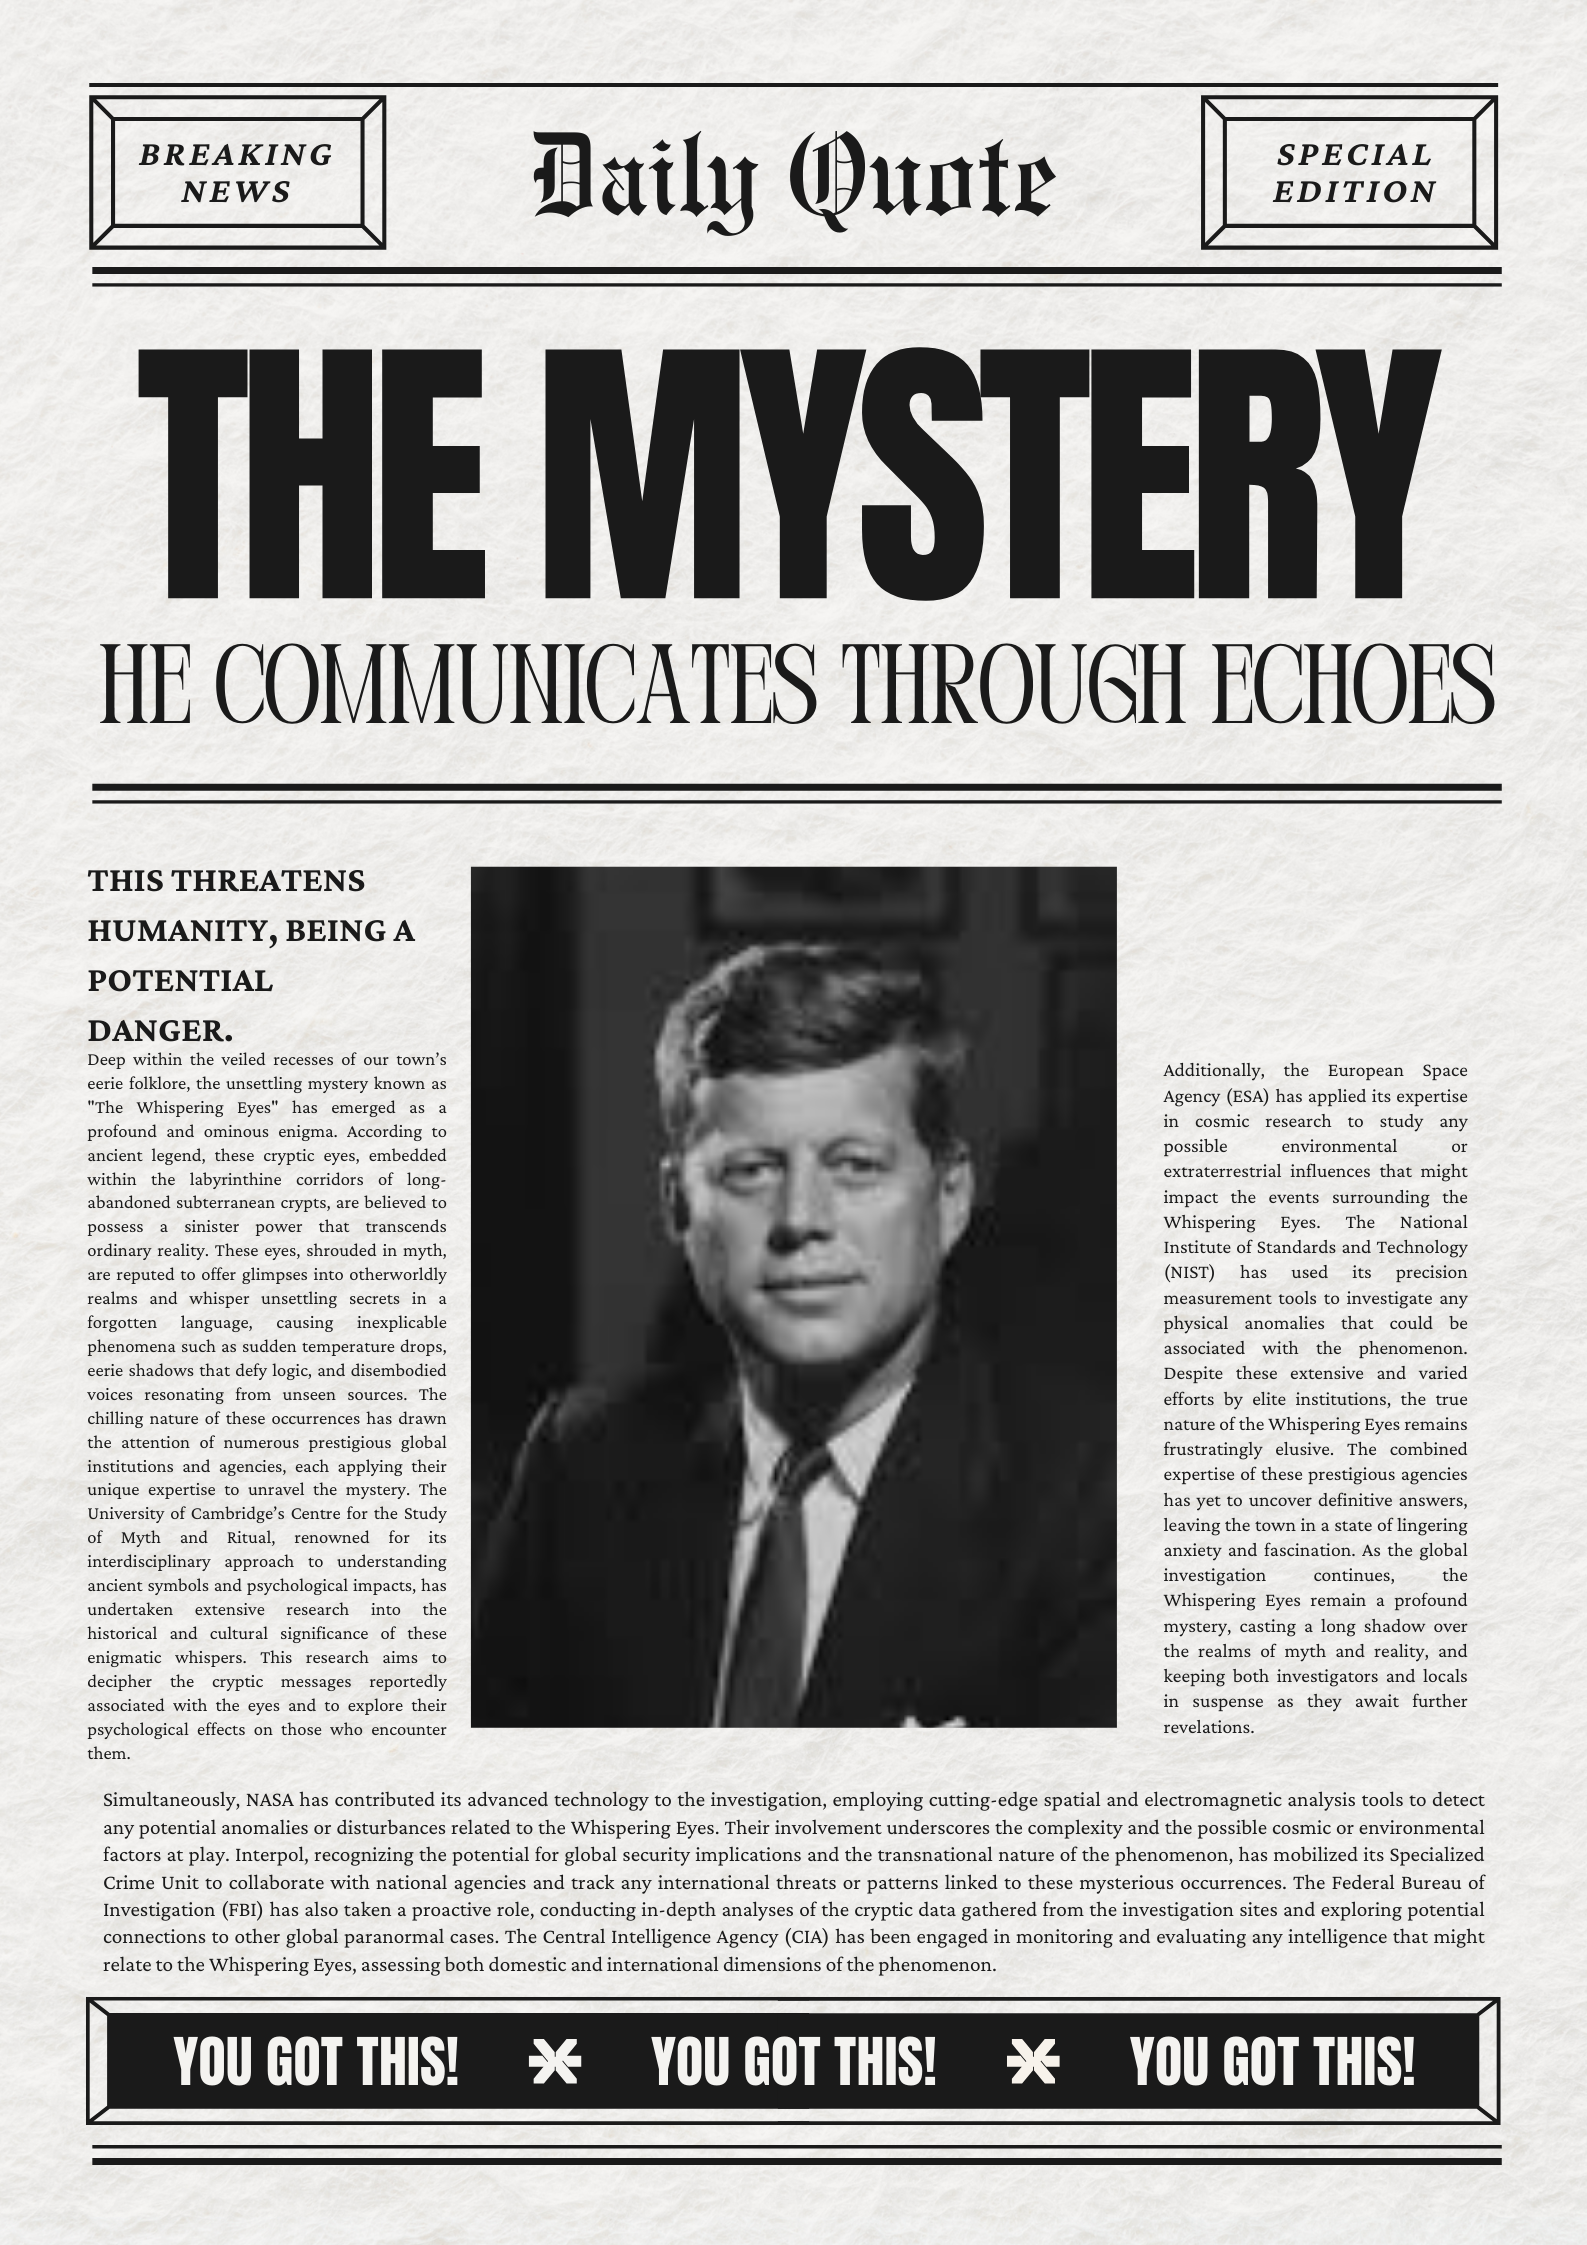 BREAKING
NEWS
Daily Quote
SPECIAL
EDITION
THE MYSTERY
HE COMMUNICATES THROUGH ECHOES
THIS THREATENS
HUMANITY, BEING A
POTENTIAL
DANGER.
Deep within the veiled recesses of our town’s
eerie folklore, the unsettling mystery known as
"The Whispering Eyes" has emerged as a
profound and ominous enigma. According to
ancient legend, these cryptic eyes, embedded
within the labyrinthine corridors of long-
abandoned subterranean crypts, are believed to
possess a sinister power that transcends
ordinary reality. These eyes, shrouded in myth,
are reputed to offer glimpses into otherworldly
realms and whisper unsettling secrets in a
forgotten language, causing inexplicable
phenomena such as sudden temperature drops,
eerie shadows that defy logic, and disembodied
voices resonating from unseen sources. The
chilling nature of these occurrences has drawn
the attention of numerous prestigious global
institutions and agencies, each applying their
unique expertise to unravel the mystery. The
University of Cambridge’s Centre for the Study
of Myth and Ritual, renowned for its
interdisciplinary approach to understanding
ancient symbols and psychological impacts, has
undertaken extensive research into the
historical and cultural significance of these
enigmatic whispers. This research aims to
decipher the cryptic messages reportedly
associated with the eyes and to explore their
psychological effects on those who encounter
them.
Additionally, the European Space
Agency (ESA) has applied its expertise
in cosmic research to study any
possible environmental or
extraterrestrial influences that might
impact the events surrounding the
Whispering Eyes. The National
Institute of Standards and Technology
(NIST) has used its precision
measurement tools to investigate any
physical anomalies that could be
associated with the phenomenon.
Despite these extensive and varied
efforts by elite institutions, the true
nature of the Whispering Eyes remains
frustratingly elusive. The combined
expertise of these prestigious agencies
has yet to uncover definitive answers,
leaving the town in a state of lingering
anxiety and fascination. As the global
investigation continues, the
Whispering Eyes remain a profound
mystery, casting a long shadow over
the realms of myth and reality, and
keeping both investigators and locals
in suspense as they await further
revelations.
Simultaneously, NASA has contributed its advanced technology to the investigation, employing cutting-edge spatial and electromagnetic analysis tools to detect
any potential anomalies or disturbances related to the Whispering Eyes. Their involvement underscores the complexity and the possible cosmic or environmental
factors at play. Interpol, recognizing the potential for global security implications and the transnational nature of the phenomenon, has mobilized its Specialized
Crime Unit to collaborate with national agencies and track any international threats or patterns linked to these mysterious occurrences. The Federal Bureau of
Investigation (FBI) has also taken a proactive role, conducting in-depth analyses of the cryptic data gathered from the investigation sites and exploring potential
connections to other global paranormal cases. The Central Intelligence Agency (CIA) has been engaged in monitoring and evaluating any intelligence that might
relate to the Whispering Eyes, assessing both domestic and international dimensions of the phenomenon.
YOU GOT THIS! YOU GOT THIS! YOU GOT THIS!